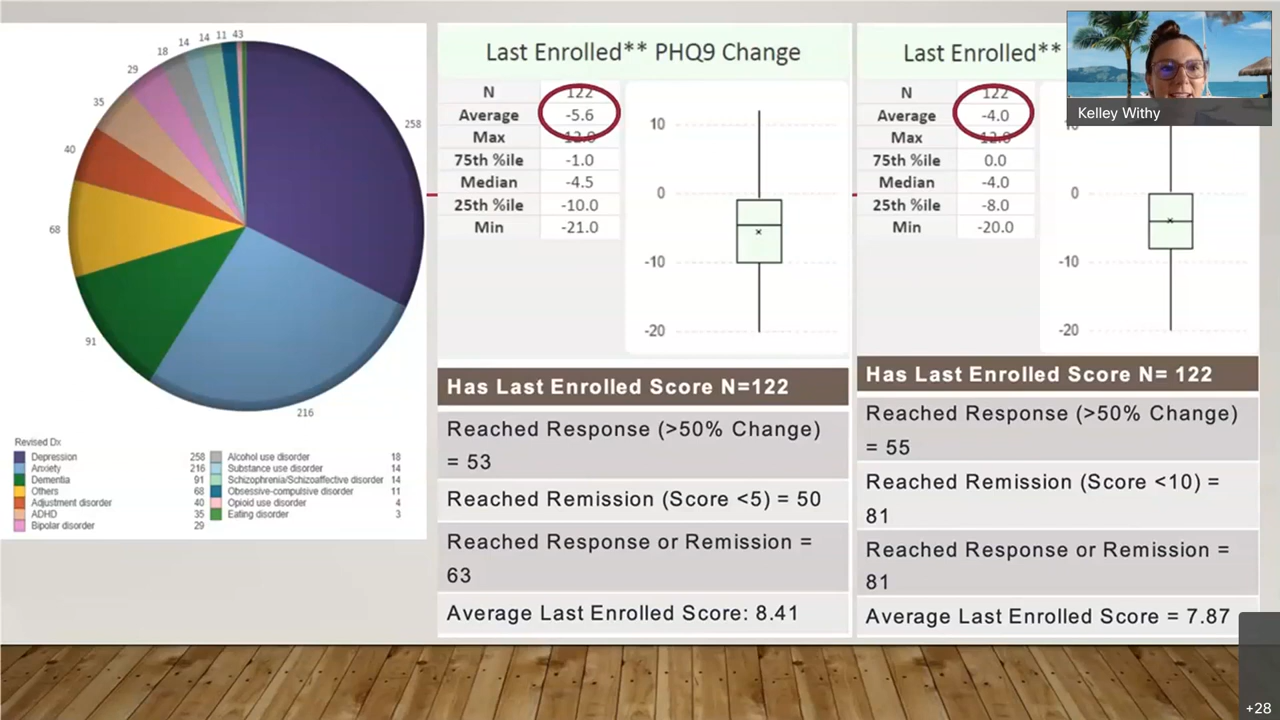 43
11
14
14
18
29
35
40
68
91
216
258
Revised Dx
Depression 258
Anxiety 216
Dementia 91
Others 68
Adjustment disorder 40
ADHD 35
Bipolar disorder 29
Alcohol use disorder 18
Substance use disorder 14
Schizophrenia/Schizoaffective disorder 14
Obsessive-compulsive disorder 11
Opioid use disorder 4
Eating disorder 3
Last Enrolled** PHQ9 Change
N 122
Average -5.6
Max 12.0
75th %ile -1.0
Median -4.5
25th %ile -10.0
Min -21.0
10
0
-10
-20
Has Last Enrolled Score N=122
Reached Response (>50% Change)
= 53
Reached Remission (Score <5) = 50
Reached Response or Remission =
63
Average Last Enrolled Score: 8.41
Last Enrolled**
N 122
Average -4.0
Max 12.0
75th %ile 0.0
Median -4.0
25th %ile -8.0
Min -20.0
10
0
-10
-20
Has Last Enrolled Score N= 122
Reached Response (>50% Change)
= 55
Reached Remission (Score <10) =
81
Reached Response or Remission =
81
Average Last Enrolled Score = 7.87
Kelley Withy
+28